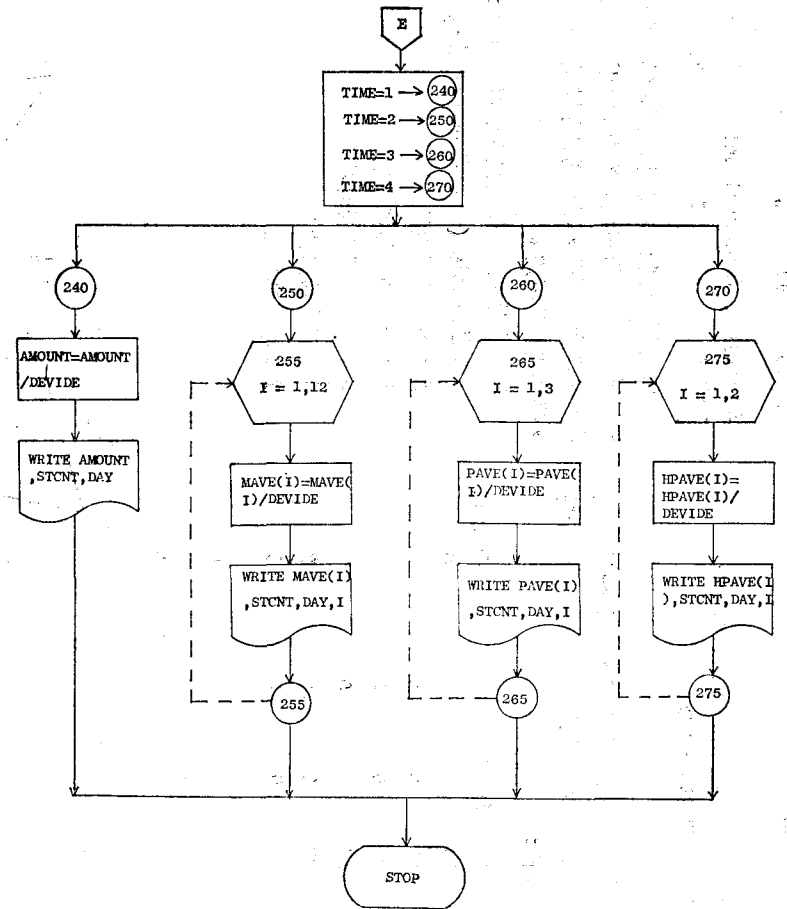 E
TIME=1 → 240
TIME=2 → 250
TIME=3 → 260
TIME=4 → 270
240
250
260
270
AMOUNT=AMOUNT
/DEVIDE
WRITE AMOUNT
,STCNT,DAY
255
I = 1,12
MAVE(I)=MAVE(
I)/DEVIDE
WRITE MAVE(I)
,STCNT,DAY,I
255
265
I = 1,3
PAVE(I)=PAVE(
I)/DEVIDE
WRITE PAVE(I)
,STCNT,DAY,I
265
275
I = 1,2
HPAVE(I)=
HPAVE(I)/
DEVIDE
WRITE HPAVE(I
),STCNT,DAY,I
275
STOP